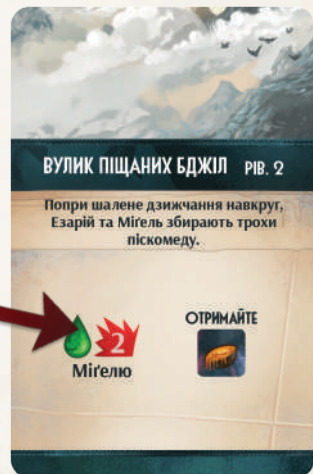 ВУЛИК ПІЩАНИХ БДЖІЛ РІВ. 2
Попри шалене дзижчання навкруг,
Езарій та Міґель збирають трохи
піскомеду.
2
Міґелю
ОТРИМАЙТЕ